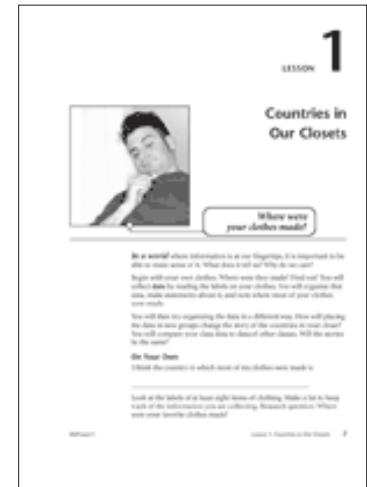 LESSON 1
Countries in
Our Closets
Where were
your clothes made?
In a world where information is at our fingertips, it is important to be
able to make sense of it. What does it tell us? Why do we care?
Begin with your own clothes. Where were they made? Find out! You will
collect data by reading the labels on your clothes. You will organize that
data, make statements about it, and note where most of your clothes
were made.
You will then try organizing the data in a different way. How will placing
the data in new groups change the story of the countries in your closet?
You will compare your class data to data of other classes. Will the stories
be the same?
On Your Own
I think the country in which most of my clothes were made is
Look at the labels of at least eight items of clothing. Make a list to keep
track of the information you are collecting. Research question: Where
were your favorite clothes made?
Lesson 1: Countries in Our Closets 7